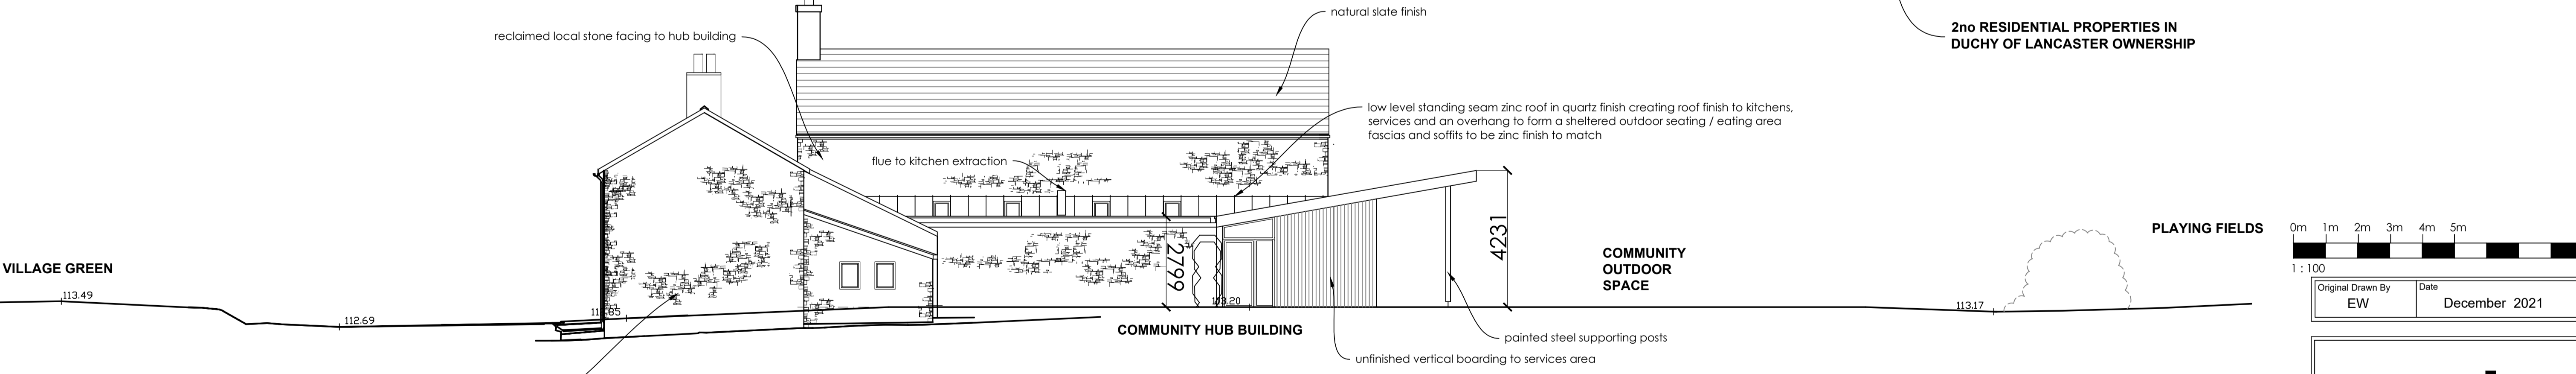 natural slate finish
2no RESIDENTIAL PROPERTIES IN
DUCHY OF LANCASTER OWNERSHIP
reclaimed local stone facing to hub building
low level standing seam zinc roof in quartz finish creating roof finish to kitchens,
services and an overhang to form a sheltered outdoor seating / eating area
fascias and soffits to be zinc finish to match
flue to kitchen extraction
PLAYING FIELDS
0m 1m 2m 3m 4m 5m
1 : 100
4231
2799
COMMUNITY
OUTDOOR
SPACE
VILLAGE GREEN
Original Drawn By
EW
Date
December 2021
113.49
113.20
113.17
112.69
COMMUNITY HUB BUILDING
painted steel supporting posts
unfinished vertical boarding to services area